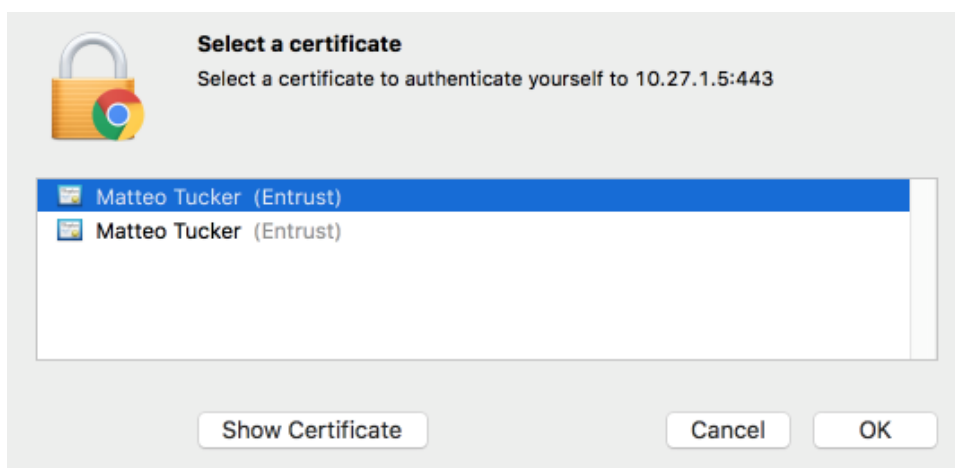 Select a certificate
Select a certificate to authenticate yourself to 10.27.1.5:443
Matteo Tucker (Entrust)
Matteo Tucker (Entrust)
Show Certificate Cancel OK